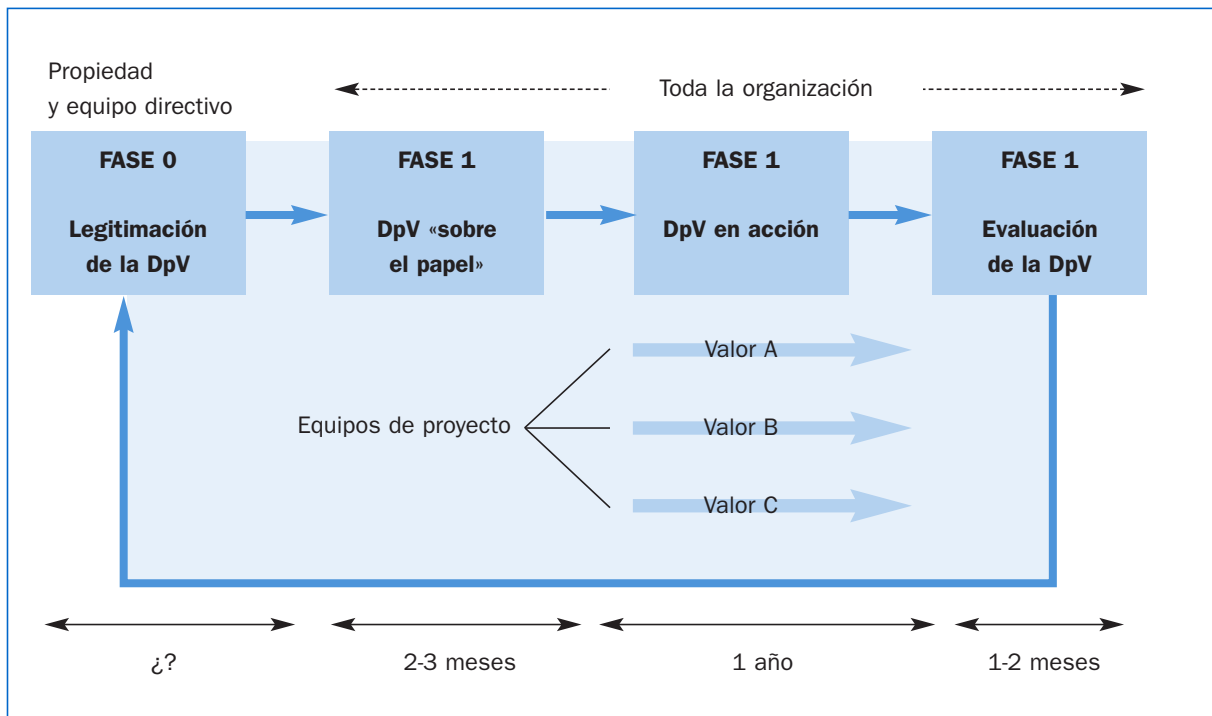 Propiedad
y equipo directivo
Toda la organización
FASE 0
Legitimación
de la DpV
FASE 1
DpV «sobre
el papel»
FASE 1
DpV en acción
FASE 1
Evaluación
de la DpV
Equipos de proyecto
Valor A
Valor B
Valor C
¿?
2-3 meses
1 año
1-2 meses